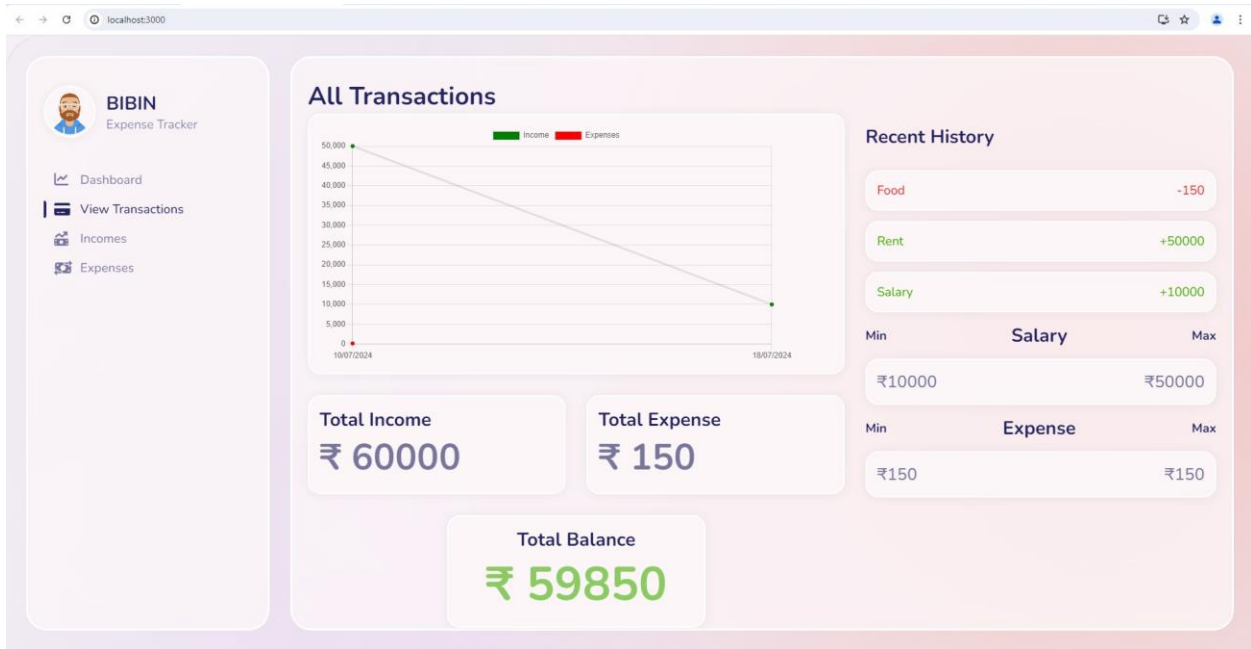 localhost:3000
BIBIN
Expense Tracker
Dashboard
View Transactions
Incomes
Expenses
All Transactions
Income Expenses
50,000
45,000
40,000
35,000
30,000
25,000
20,000
15,000
10,000
5,000
0
10/07/2024 18/07/2024
Total Income
₹ 60000
Total Expense
₹ 150
Total Balance
₹ 59850
Recent History
Food -150
Rent +50000
Salary +10000
Min Salary Max
₹10000 ₹50000
Min Expense Max
₹150 ₹150